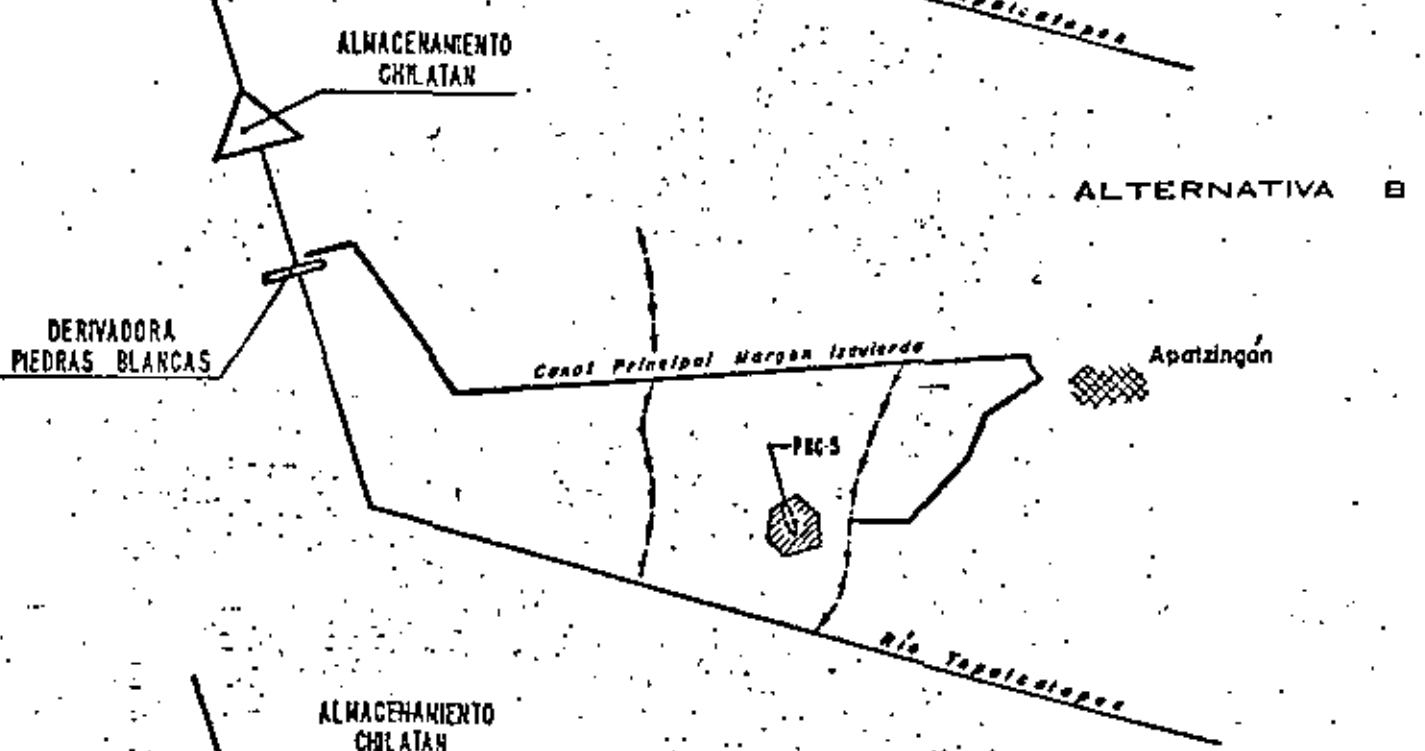 ALMACENAMIENTO
CHILATAN
ALTERNATIVA B
DERIVADORA
PIEDRAS BLANCAS
Canal Principal Margen Izquierda
Apatzingán
Río Tepalcatepec
ALMACENAMIENTO
CHILATAN